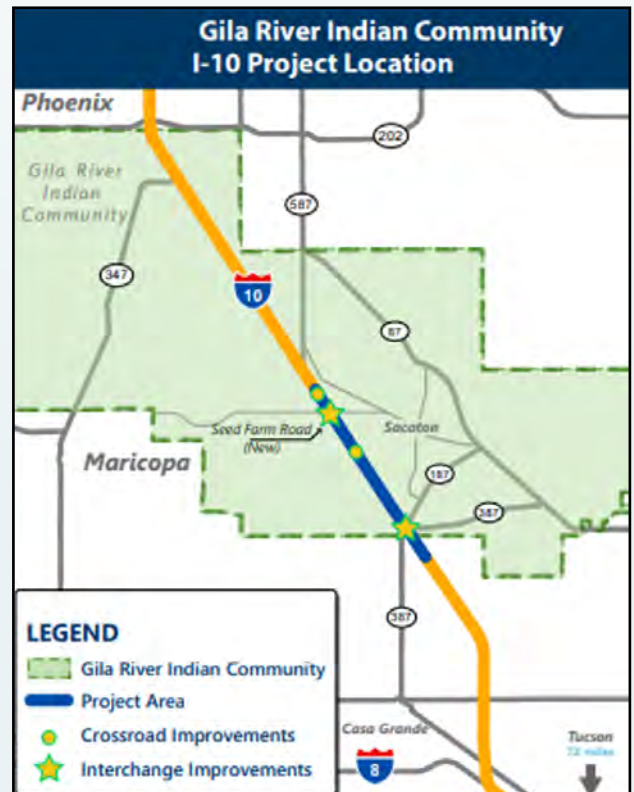 Gila River Indian Community
I-10 Project Location
Phoenix
202
Gila River
Indian
Community
587
347
10
87
Seed Farm Road
(New)
Sacaton
Maricopa
187
387
387
LEGEND
Gila River Indian Community
Project Area
Crossroad Improvements
Interchange Improvements
Casa Grande
8
Tucson
72 miles